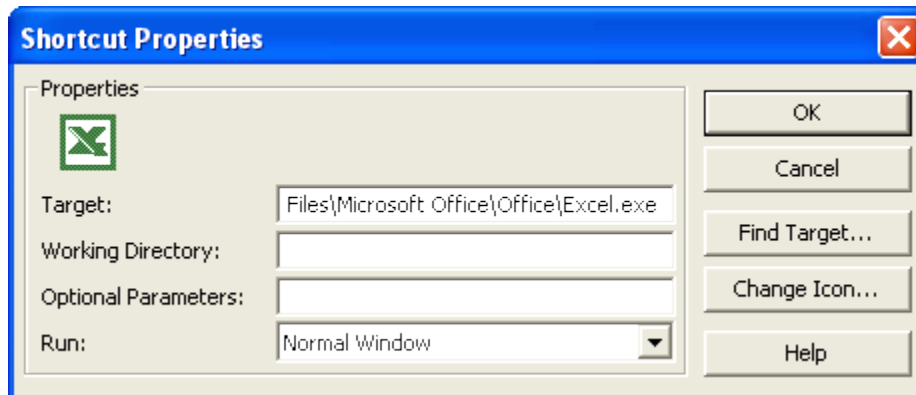 Shortcut Properties
Properties
OK
Cancel
Target:
Files\Microsoft Office\Office\Excel.exe
Find Target...
Working Directory:
Optional Parameters:
Change Icon...
Run:
Normal Window
Help